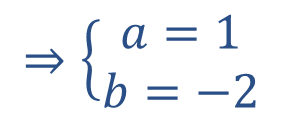 ⇒ { a = 1
b = −2